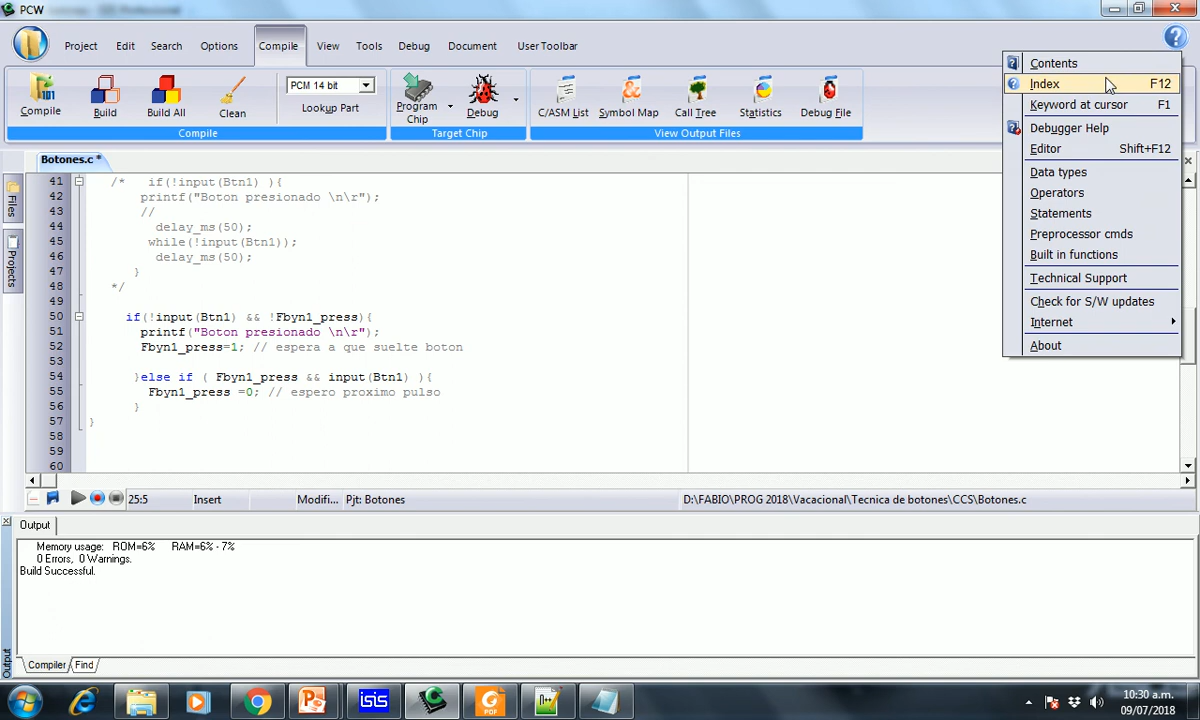 PCW
Project Edit Search Options Compile View Tools Debug Document User Toolbar
Compile Build Build All Clean
PCM 14 bit
Lookup Part
Program Chip Debug
C/ASM List Symbol Map Call Tree Statistics Debug File
Compile Target Chip View Output Files
Contents
Index F12
Keyword at cursor F1
Debugger Help
Editor Shift+F12
Data types
Operators
Statements
Preprocessor cmds
Built in functions
Technical Support
Check for S/W updates
Internet
About
Files
Projects
Botones.c *
41 /* if(!input(Btn1) ){
42 printf("Boton presionado \n\r");
43 //
44 delay_ms(50);
45 while(!input(Btn1));
46 delay_ms(50);
47 }
48 */
49
50 if(!input(Btn1) && !Fbyn1_press){
51 printf("Boton presionado \n\r");
52 Fbyn1_press=1; // espera a que suelte boton
53
54 }else if ( Fbyn1_press && input(Btn1) ){
55 Fbyn1_press =0; // espero proximo pulso
56 }
57 }
58
59
60
25:5 Insert Modifi... Pjt: Botones D:\FABIO\PROG 2018\Vacacional\Tecnica de botones\CCS\Botones.c
Output
Memory usage: ROM=6% RAM=6% - 7%
0 Errors, 0 Warnings.
Build Successful.
Output
Compiler Find
isis
PDF
N++
10:30 a.m.
09/07/2018